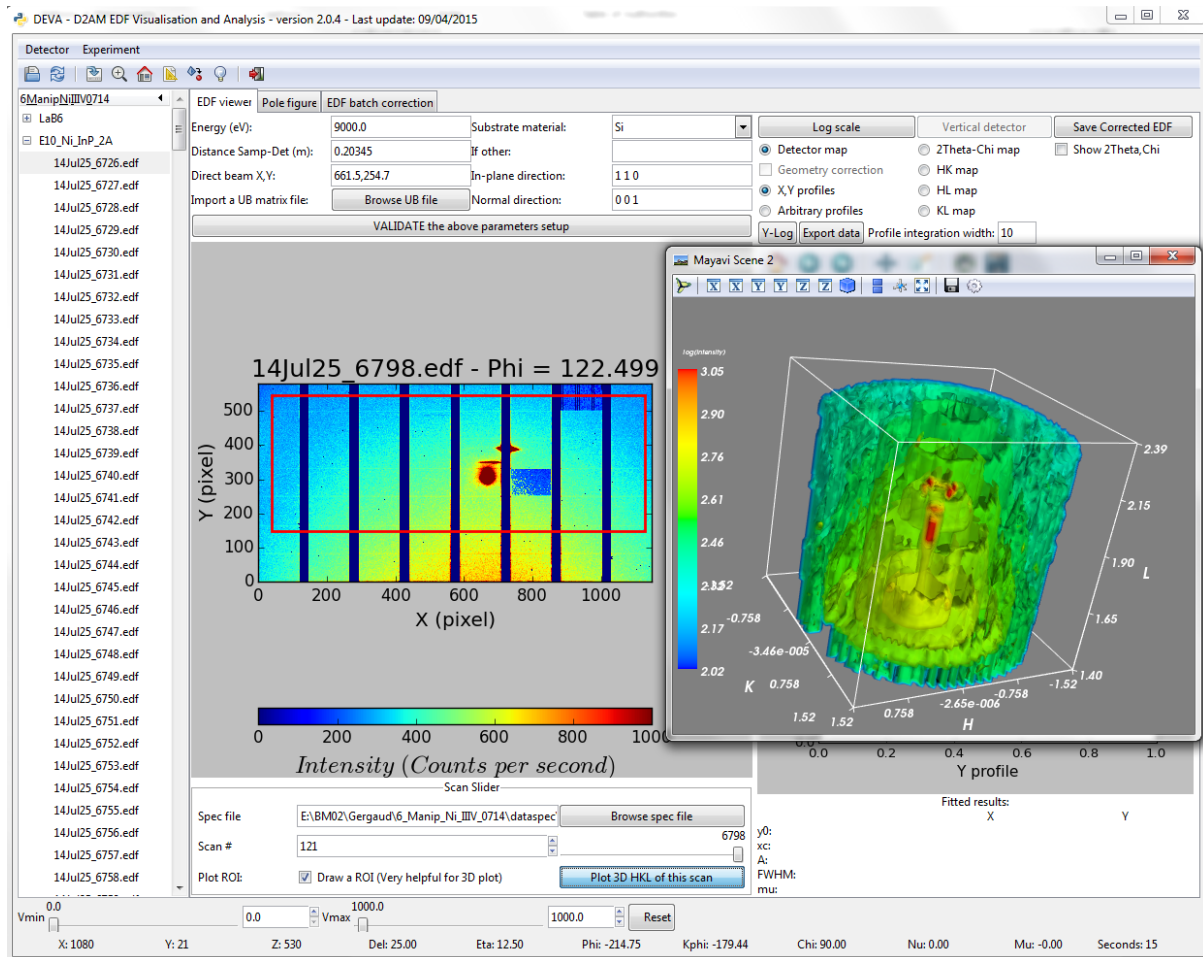 DEVA - D2AM EDF Visualisation and Analysis - version 2.0.4 - Last update: 09/04/2015
Detector Experiment
6ManipNiIIIV0714
LaB6
E10_Ni_InP_2A
14Jul25_6726.edf
14Jul25_6727.edf
14Jul25_6728.edf
14Jul25_6729.edf
14Jul25_6730.edf
14Jul25_6731.edf
14Jul25_6732.edf
14Jul25_6733.edf
14Jul25_6734.edf
14Jul25_6735.edf
14Jul25_6736.edf
14Jul25_6737.edf
14Jul25_6738.edf
14Jul25_6739.edf
14Jul25_6740.edf
14Jul25_6741.edf
14Jul25_6742.edf
14Jul25_6743.edf
14Jul25_6744.edf
14Jul25_6745.edf
14Jul25_6746.edf
14Jul25_6747.edf
14Jul25_6748.edf
14Jul25_6749.edf
14Jul25_6750.edf
14Jul25_6751.edf
14Jul25_6752.edf
14Jul25_6753.edf
14Jul25_6754.edf
14Jul25_6755.edf
14Jul25_6756.edf
14Jul25_6757.edf
14Jul25_6758.edf
EDF viewer Pole figure EDF batch correction
Energy (eV): 9000.0 Substrate material: Si
Distance Samp-Det (m): 0.20345 If other:
Direct beam X,Y: 661.5,254.7 In-plane direction: 1 1 0
Import a UB matrix file: Browse UB file Normal direction: 0 0 1
VALIDATE the above parameters setup
Log scale Vertical detector Save Corrected EDF
Detector map 2Theta-Chi map Show 2Theta,Chi
Geometry correction HK map
X,Y profiles HL map
Arbitrary profiles KL map
Y-Log Export data Profile integration width: 10
14Jul25_6798.edf - Phi = 122.499
500
400
300
200
100
0
Y (pixel)
0 200 400 600 800 1000
X (pixel)
0 200 400 600 800 1000
Intensity (Counts per second)
Mayavi Scene 2
X X Y Y Z Z
log(Intensity)
3.05
2.90
2.76
2.61
2.46
2.17
2.02
2.39
2.15
1.90
1.65
1.40
L
-0.758
-3.46e-005
0.758
1.52
K
1.52
0.758
-2.65e-006
-0.758
-1.52
H
0.0 0.2 0.4 0.6 0.8 1.0
Y profile
Scan Slider
Spec file E:\BM02\Gergaud\6_Manip_Ni_IIIV_0714\dataspec Browse spec file
Scan # 121 6798
Plot ROI: Draw a ROI (Very helpful for 3D plot) Plot 3D HKL of this scan
Fitted results:
X Y
y0:
xc:
A:
FWHM:
mu:
Vmin 0.0 0.0 Vmax 1000.0 1000.0 Reset
X: 1080 Y: 21 Z: 530 Del: 25.00 Eta: 12.50 Phi: -214.75 Kphi: -179.44 Chi: 90.00 Nu: 0.00 Mu: -0.00 Seconds: 15